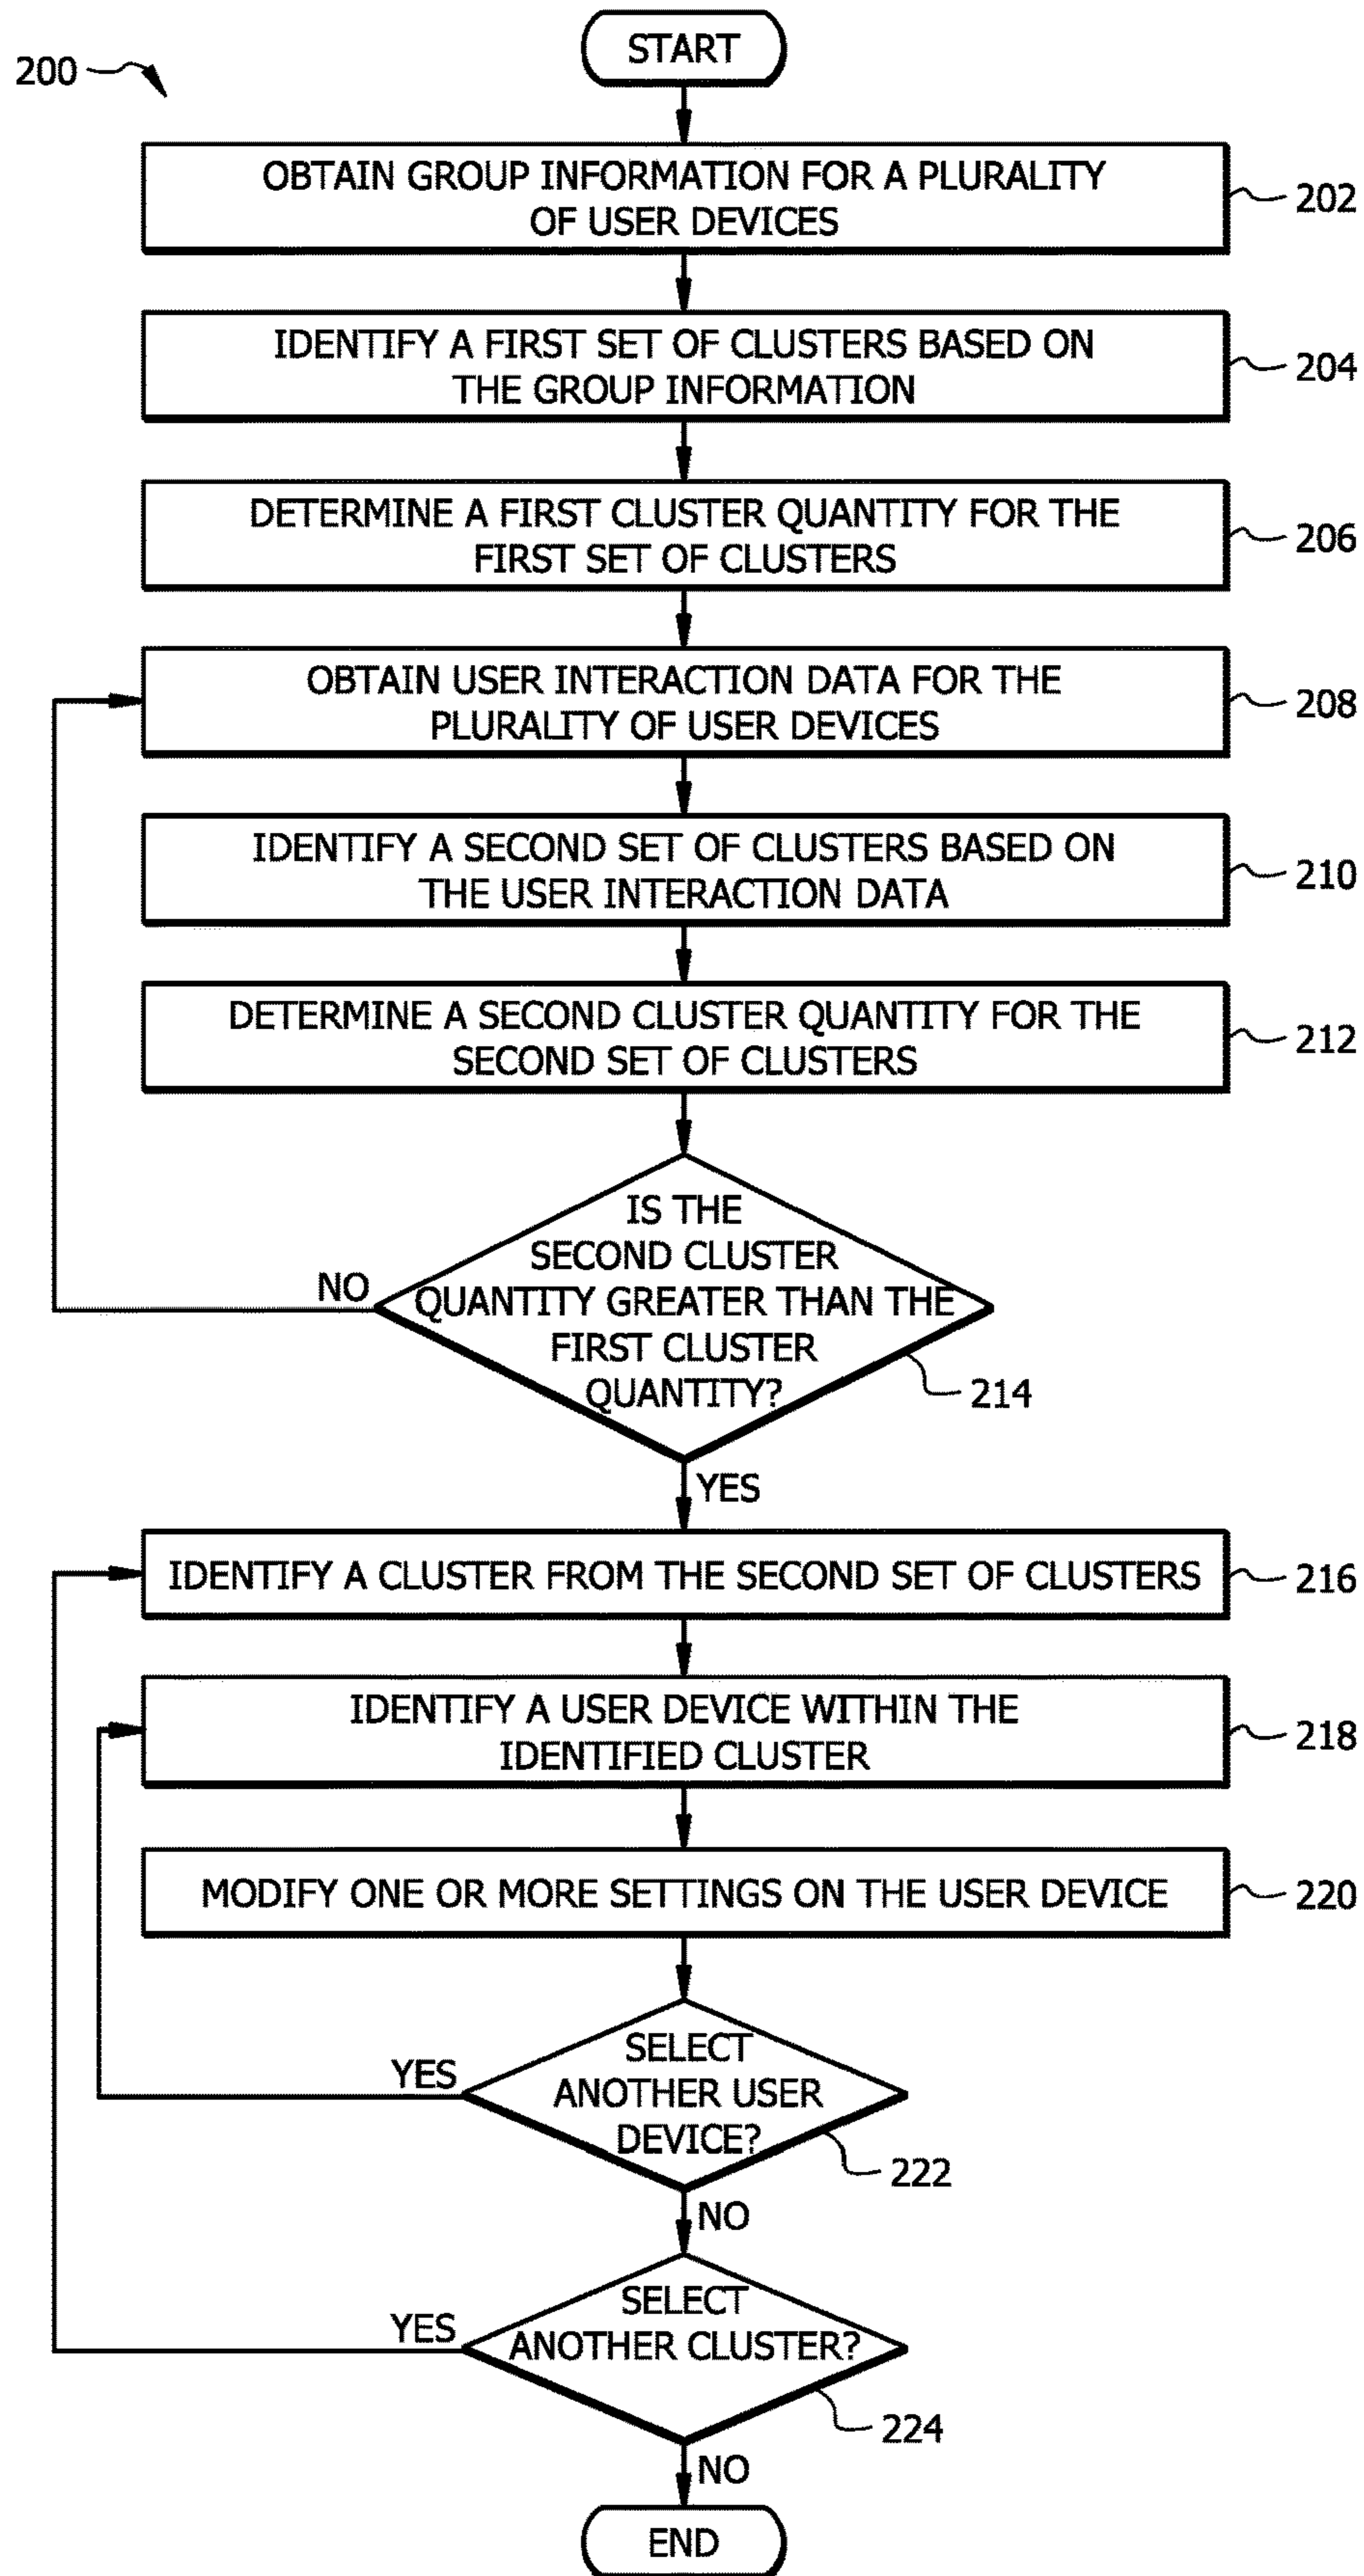 START
200
OBTAIN GROUP INFORMATION FOR A PLURALITY
OF USER DEVICES
202
IDENTIFY A FIRST SET OF CLUSTERS BASED ON
THE GROUP INFORMATION
204
DETERMINE A FIRST CLUSTER QUANTITY FOR THE
FIRST SET OF CLUSTERS
206
OBTAIN USER INTERACTION DATA FOR THE
PLURALITY OF USER DEVICES
208
IDENTIFY A SECOND SET OF CLUSTERS BASED ON
THE USER INTERACTION DATA
210
DETERMINE A SECOND CLUSTER QUANTITY FOR THE
SECOND SET OF CLUSTERS
212
IS THE
SECOND CLUSTER
QUANTITY GREATER THAN THE
FIRST CLUSTER
QUANTITY?
NO
214
YES
IDENTIFY A CLUSTER FROM THE SECOND SET OF CLUSTERS
216
IDENTIFY A USER DEVICE WITHIN THE
IDENTIFIED CLUSTER
218
MODIFY ONE OR MORE SETTINGS ON THE USER DEVICE
220
SELECT
ANOTHER USER
DEVICE?
YES
222
NO
SELECT
ANOTHER CLUSTER?
YES
224
NO
END